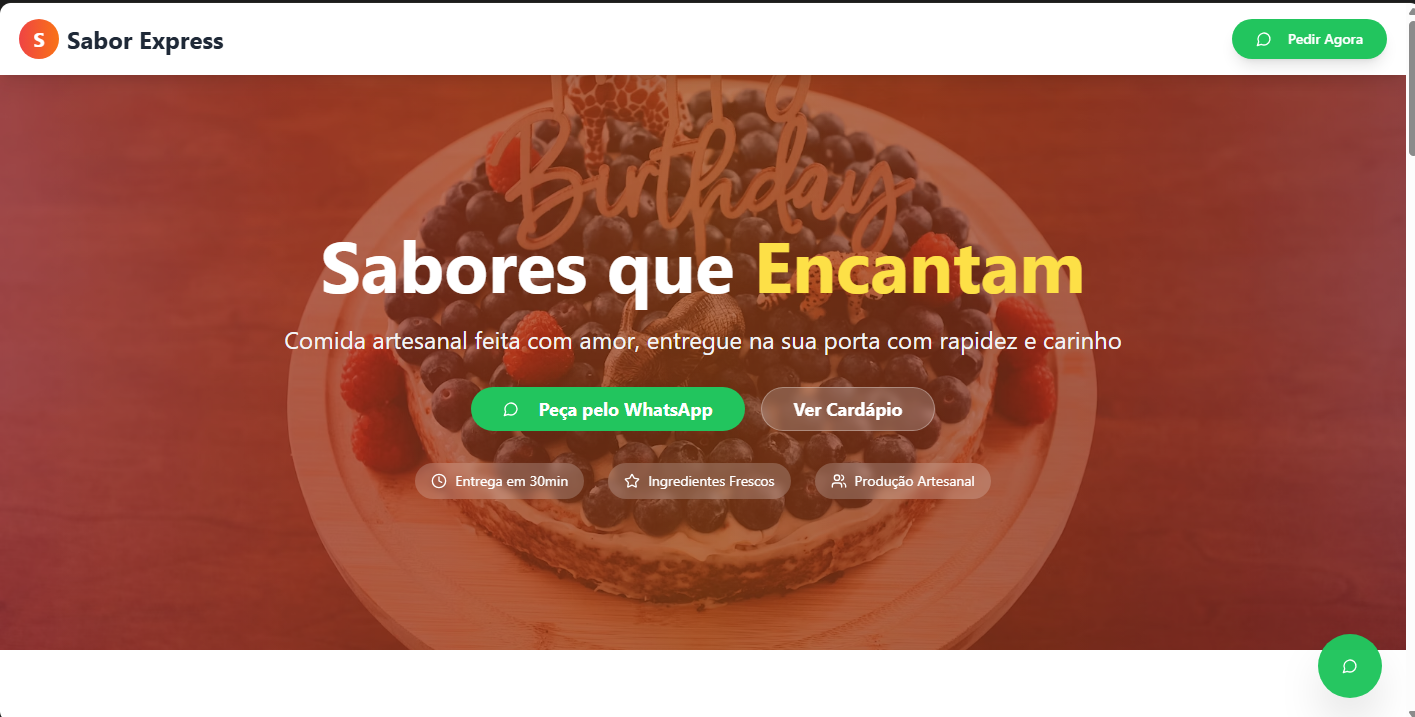 S Sabor Express
Pedir Agora
Birthday
Sabores que Encantam
Comida artesanal feita com amor, entregue na sua porta com rapidez e carinho
Peça pelo WhatsApp
Ver Cardápio
Entrega em 30min
Ingredientes Frescos
Produção Artesanal